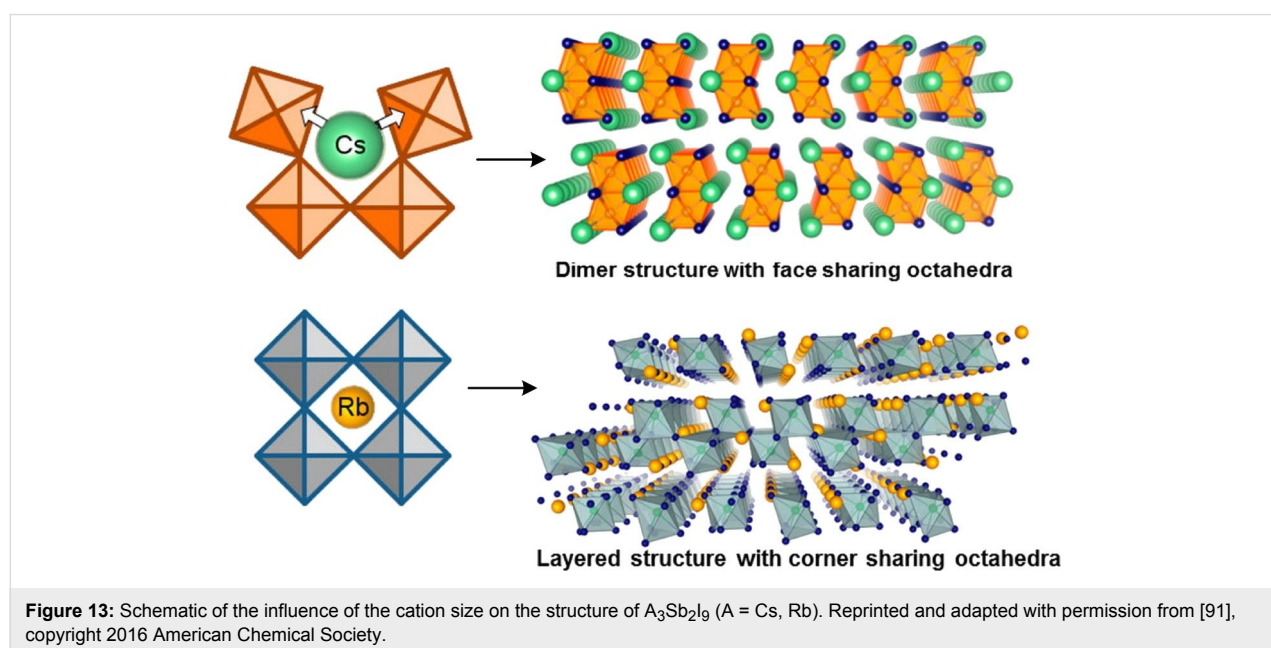 Cs
Dimer structure with face sharing octahedra
Rb
Layered structure with corner sharing octahedra
Figure 13: Schematic of the influence of the cation size on the structure of A3Sb2I9 (A = Cs, Rb). Reprinted and adapted with permission from [91],
copyright 2016 American Chemical Society.